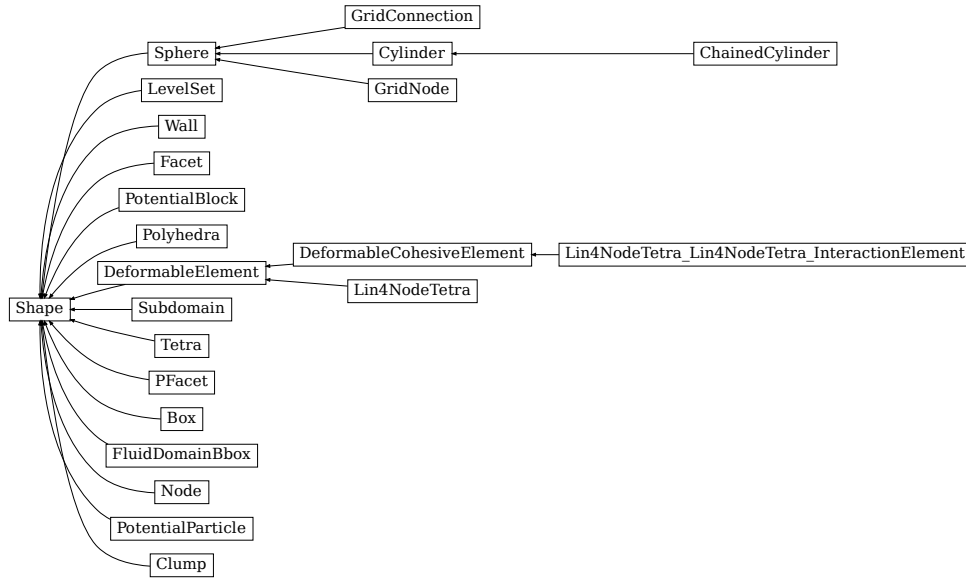 GridConnection
Sphere
Cylinder
ChainedCylinder
LevelSet
GridNode
Wall
Facet
PotentialBlock
Polyhedra
DeformableCohesiveElement
Lin4NodeTetra_Lin4NodeTetra_InteractionElement
DeformableElement
Lin4NodeTetra
Shape
Subdomain
Tetra
PFacet
Box
FluidDomainBbox
Node
PotentialParticle
Clump